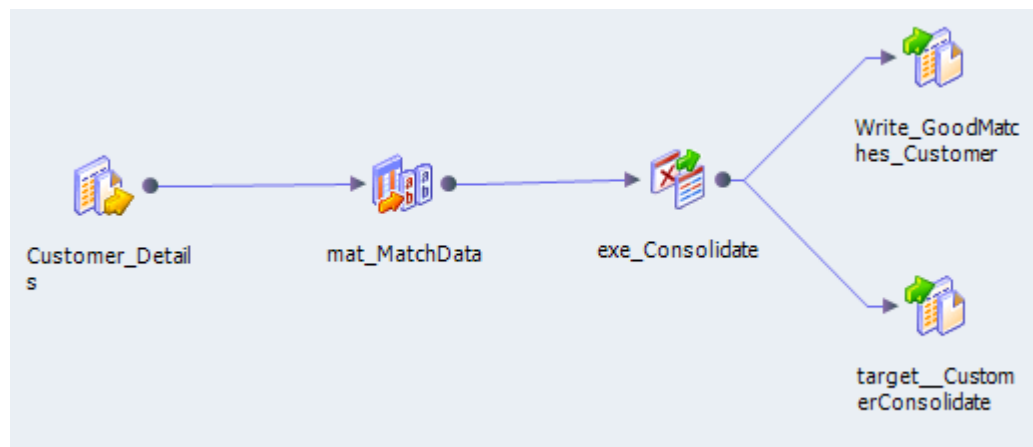 Write_GoodMatc
hes_Customer
Customer_Detail
s
mat_MatchData
exe_Consolidate
target__Custom
erConsolidate